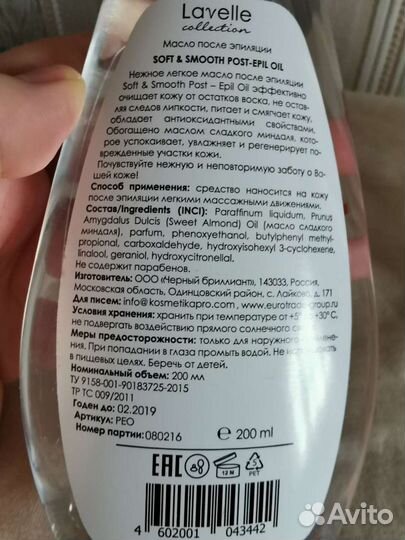 Lavelle
collection
Масло после эпиляции
SOFT & SMOOTH POST-EPIL OIL
Нежное легкое масло после эпиляции
Soft & Smooth Post – Epil Oil эффективно
очищает кожу от остатков воска, не остав-
ляя следов липкости, питает и смягчает кожу,
обладает антиоксидантными свойствами.
Обогащено маслом сладкого миндаля, кото-
рое успокаивает, увлажняет и регенерирует по-
врежденные участки кожи.
Почувствуйте нежную и неповторимую заботу о Ва-
шей коже!
Способ применения: средство наносится на кожу
после эпиляции легкими массажными движениями.
Состав/Ingredients (INCI): Paraffinum liquidum, Prunus
Amygdalus Dulcis (Sweet Almond) Oil (масло сладкого
миндаля), parfum, phenoxyethanol, butylphenyl methyl-
propional, carboxaldehyde, hydroxyisohexyl 3-cyclohexene,
linalool, geraniol, hydroxycitronellal.
Не содержит парабенов.
Изготовитель: ООО «Черный бриллиант», 143033, Россия,
Московская область, Одинцовский район, с. Лайково, д. 171
Для писем: info@kosmetikapro.com, www.eurotradegroup.ru
Условия хранения: хранить при температуре от +5° +30°C,
не подвергать воздействию прямого солнечного
Меры предосторожности: только для наружного
ния. При попадании в глаза промыть водой. Не
в пищевых целях. Беречь от детей.
Номинальный объем: 200 мл
ТУ 9158-001-90183725-2015
ТР ТС 009/2011
Годен до: 02.2019
Артикул: PEO
Номер партии: 080216
℮ 200 ml
EAC
12 M
PET
4 602001 043442
Avito